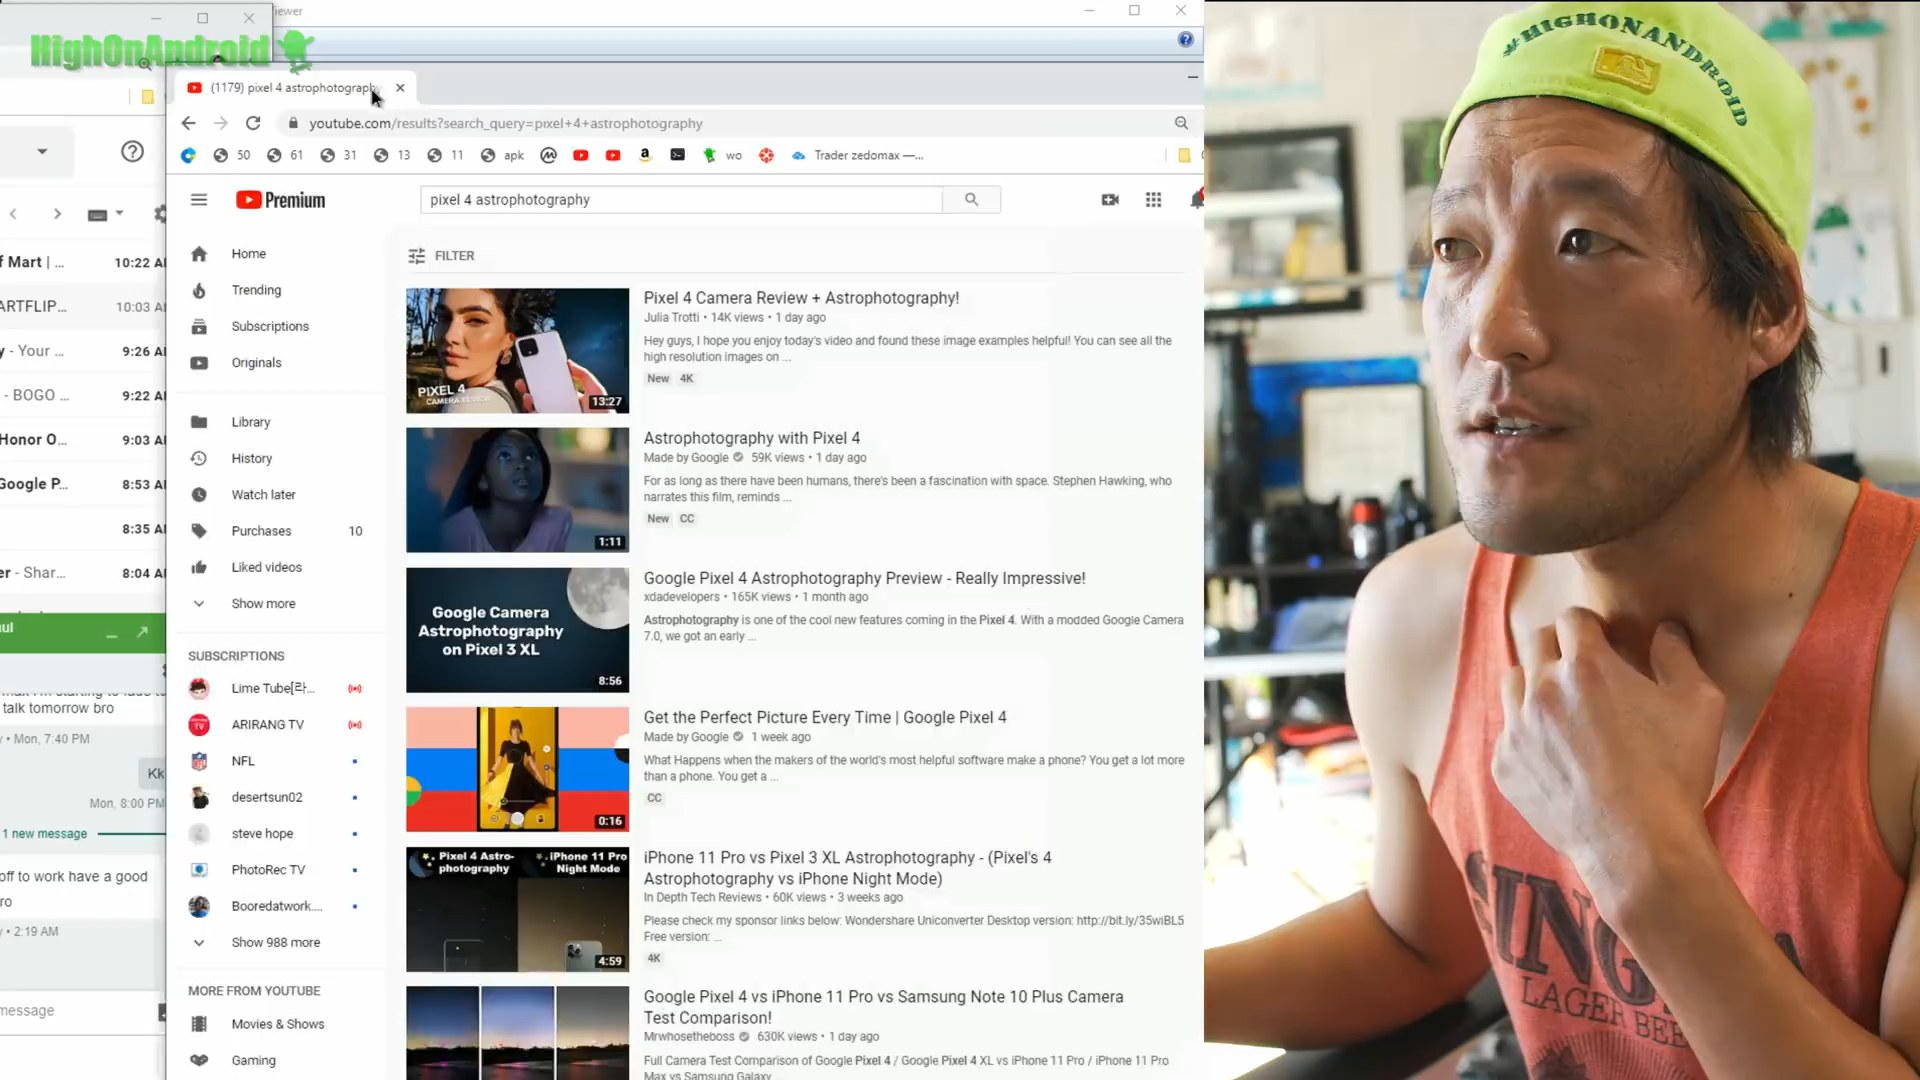 HighOnAndroid
ewer
(1179) pixel 4 astrophotography
youtube.com/results?search_query=pixel+4+astrophotography
50
61
31
13
11
apk
wo
Trader zedomax —...
Premium
pixel 4 astrophotography
Home
Trending
Subscriptions
Originals
Library
History
Watch later
Purchases 10
Liked videos
Show more
SUBSCRIPTIONS
Lime Tube[라...
ARIRANG TV
NFL
desertsun02
steve hope
PhotoRec TV
Booredatwork....
Show 988 more
MORE FROM YOUTUBE
Movies & Shows
Gaming
FILTER
PIXEL 4
CAMERA REVIEW
13:27
Pixel 4 Camera Review + Astrophotography!
Julia Trotti • 14K views • 1 day ago
Hey guys, I hope you enjoy today's video and found these image examples helpful! You can see all the
high resolution images on ...
New 4K
1:11
Astrophotography with Pixel 4
Made by Google 59K views • 1 day ago
For as long as there have been humans, there's been a fascination with space. Stephen Hawking, who
narrates this film, reminds ...
New CC
Google Camera
Astrophotography
on Pixel 3 XL
8:56
Google Pixel 4 Astrophotography Preview - Really Impressive!
xdadevelopers • 165K views • 1 month ago
Astrophotography is one of the cool new features coming in the Pixel 4. With a modded Google Camera
7.0, we got an early ...
0:16
Get the Perfect Picture Every Time | Google Pixel 4
Made by Google 1 week ago
What Happens when the makers of the world's most helpful software make a phone? You get a lot more
than a phone. You get a ...
CC
Pixel 4 Astro-
photography
iPhone 11 Pro
Night Mode
4:59
iPhone 11 Pro vs Pixel 3 XL Astrophotography - (Pixel's 4
Astrophotography vs iPhone Night Mode)
In Depth Tech Reviews • 60K views • 3 weeks ago
Please check my sponsor links below: Wondershare Uniconverter Desktop version: http://bit.ly/35wiBL5
Free version: ...
4K
Google Pixel 4 vs iPhone 11 Pro vs Samsung Note 10 Plus Camera
Test Comparison!
Mrwhosetheboss 630K views • 1 day ago
Full Camera Test Comparison of Google Pixel 4 / Google Pixel 4 XL vs iPhone 11 Pro / iPhone 11 Pro
Max vs Samsung Galaxy
f Mart | ... 10:22 A
ARTFLIP... 10:03 A
y - Your ... 9:26 A
- BOGO ... 9:22 A
Honor O... 9:03 A
Google P... 8:53 A
8:35 A
er - Shar... 8:04 A
talk tomorrow bro
• Mon, 7:40 PM
Kk
Mon, 8:00 PM
1 new message
off to work have a good
ro
• 2:19 AM
message
#HIGHONANDROID
LAGER BEE